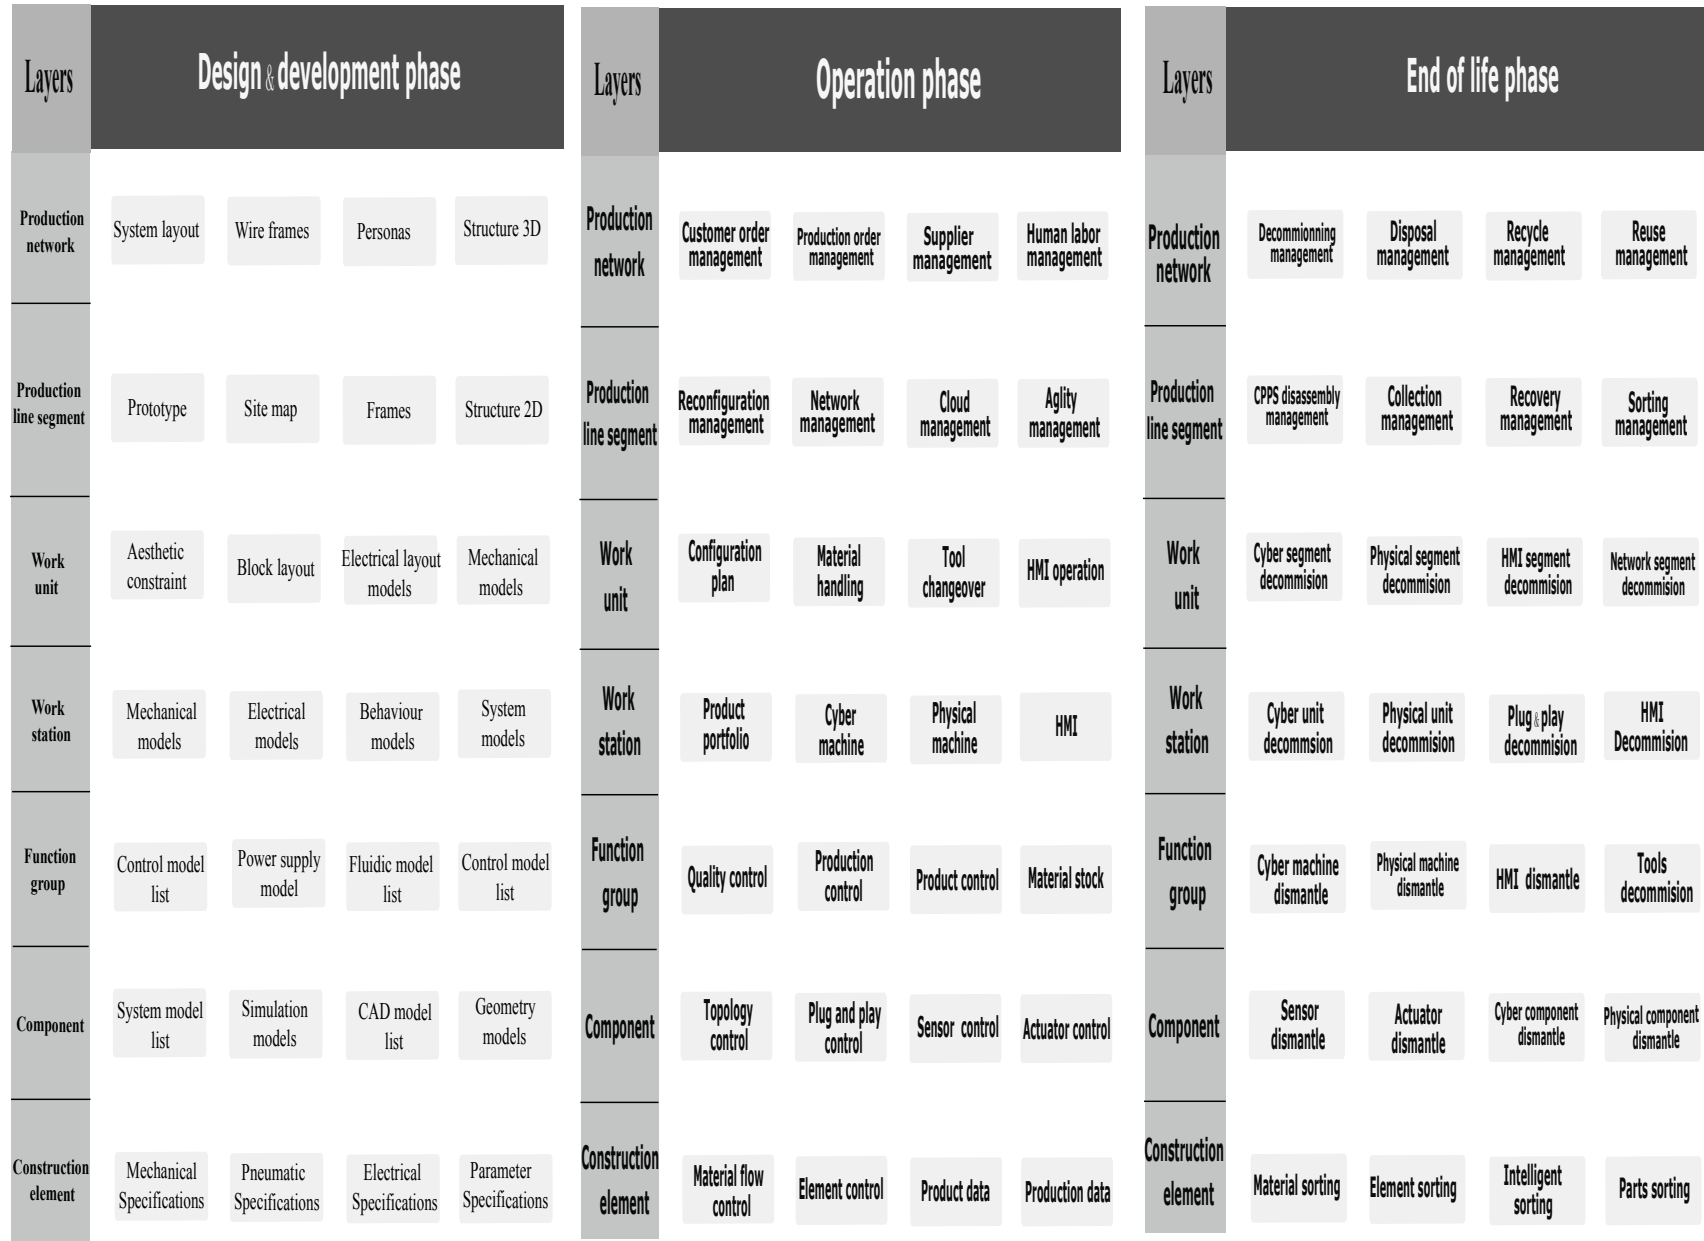 Layers
Design & development phase
Production
network
System layout
Wire frames
Personas
Structure 3D
Production
line segment
Prototype
Site map
Frames
Structure 2D
Work
unit
Aesthetic
constraint
Block layout
Electrical layout
models
Mechanical
models
Work
station
Mechanical
models
Electrical
models
Behaviour
models
System
models
Function
group
Control model
list
Power supply
model
Fluidic model
list
Control model
list
Component
System model
list
Simulation
models
CAD model
list
Geometry
models
Construction
element
Mechanical
Specifications
Pneumatic
Specifications
Electrical
Specifications
Parameter
Specifications
Layers
Operation phase
Production
network
Customer order
management
Production order
management
Supplier
management
Human labor
management
Production
line segment
Reconfiguration
management
Network
management
Cloud
management
Aglity
management
Work
unit
Configuration
plan
Material
handling
Tool
changeover
HMI operation
Work
station
Product
portfolio
Cyber
machine
Physical
machine
HMI
Function
group
Quality control
Production
control
Product control
Material stock
Component
Topology
control
Plug and play
control
Sensor control
Actuator control
Construction
element
Material flow
control
Element control
Product data
Production data
Layers
End of life phase
Production
network
Decommionning
management
Disposal
management
Recycle
management
Reuse
management
Production
line segment
CPPS disassembly
management
Collection
management
Recovery
management
Sorting
management
Work
unit
Cyber segment
decommision
Physical segment
decommision
HMI segment
decommision
Network segment
decommision
Work
station
Cyber unit
decommsion
Physical unit
decommision
Plug & play
decommision
HMI
Decommision
Function
group
Cyber machine
dismantle
Physical machine
dismantle
HMI dismantle
Tools
decommision
Component
Sensor
dismantle
Actuator
dismantle
Cyber component
dismantle
Physical component
dismantle
Construction
element
Material sorting
Element sorting
Intelligent
sorting
Parts sorting